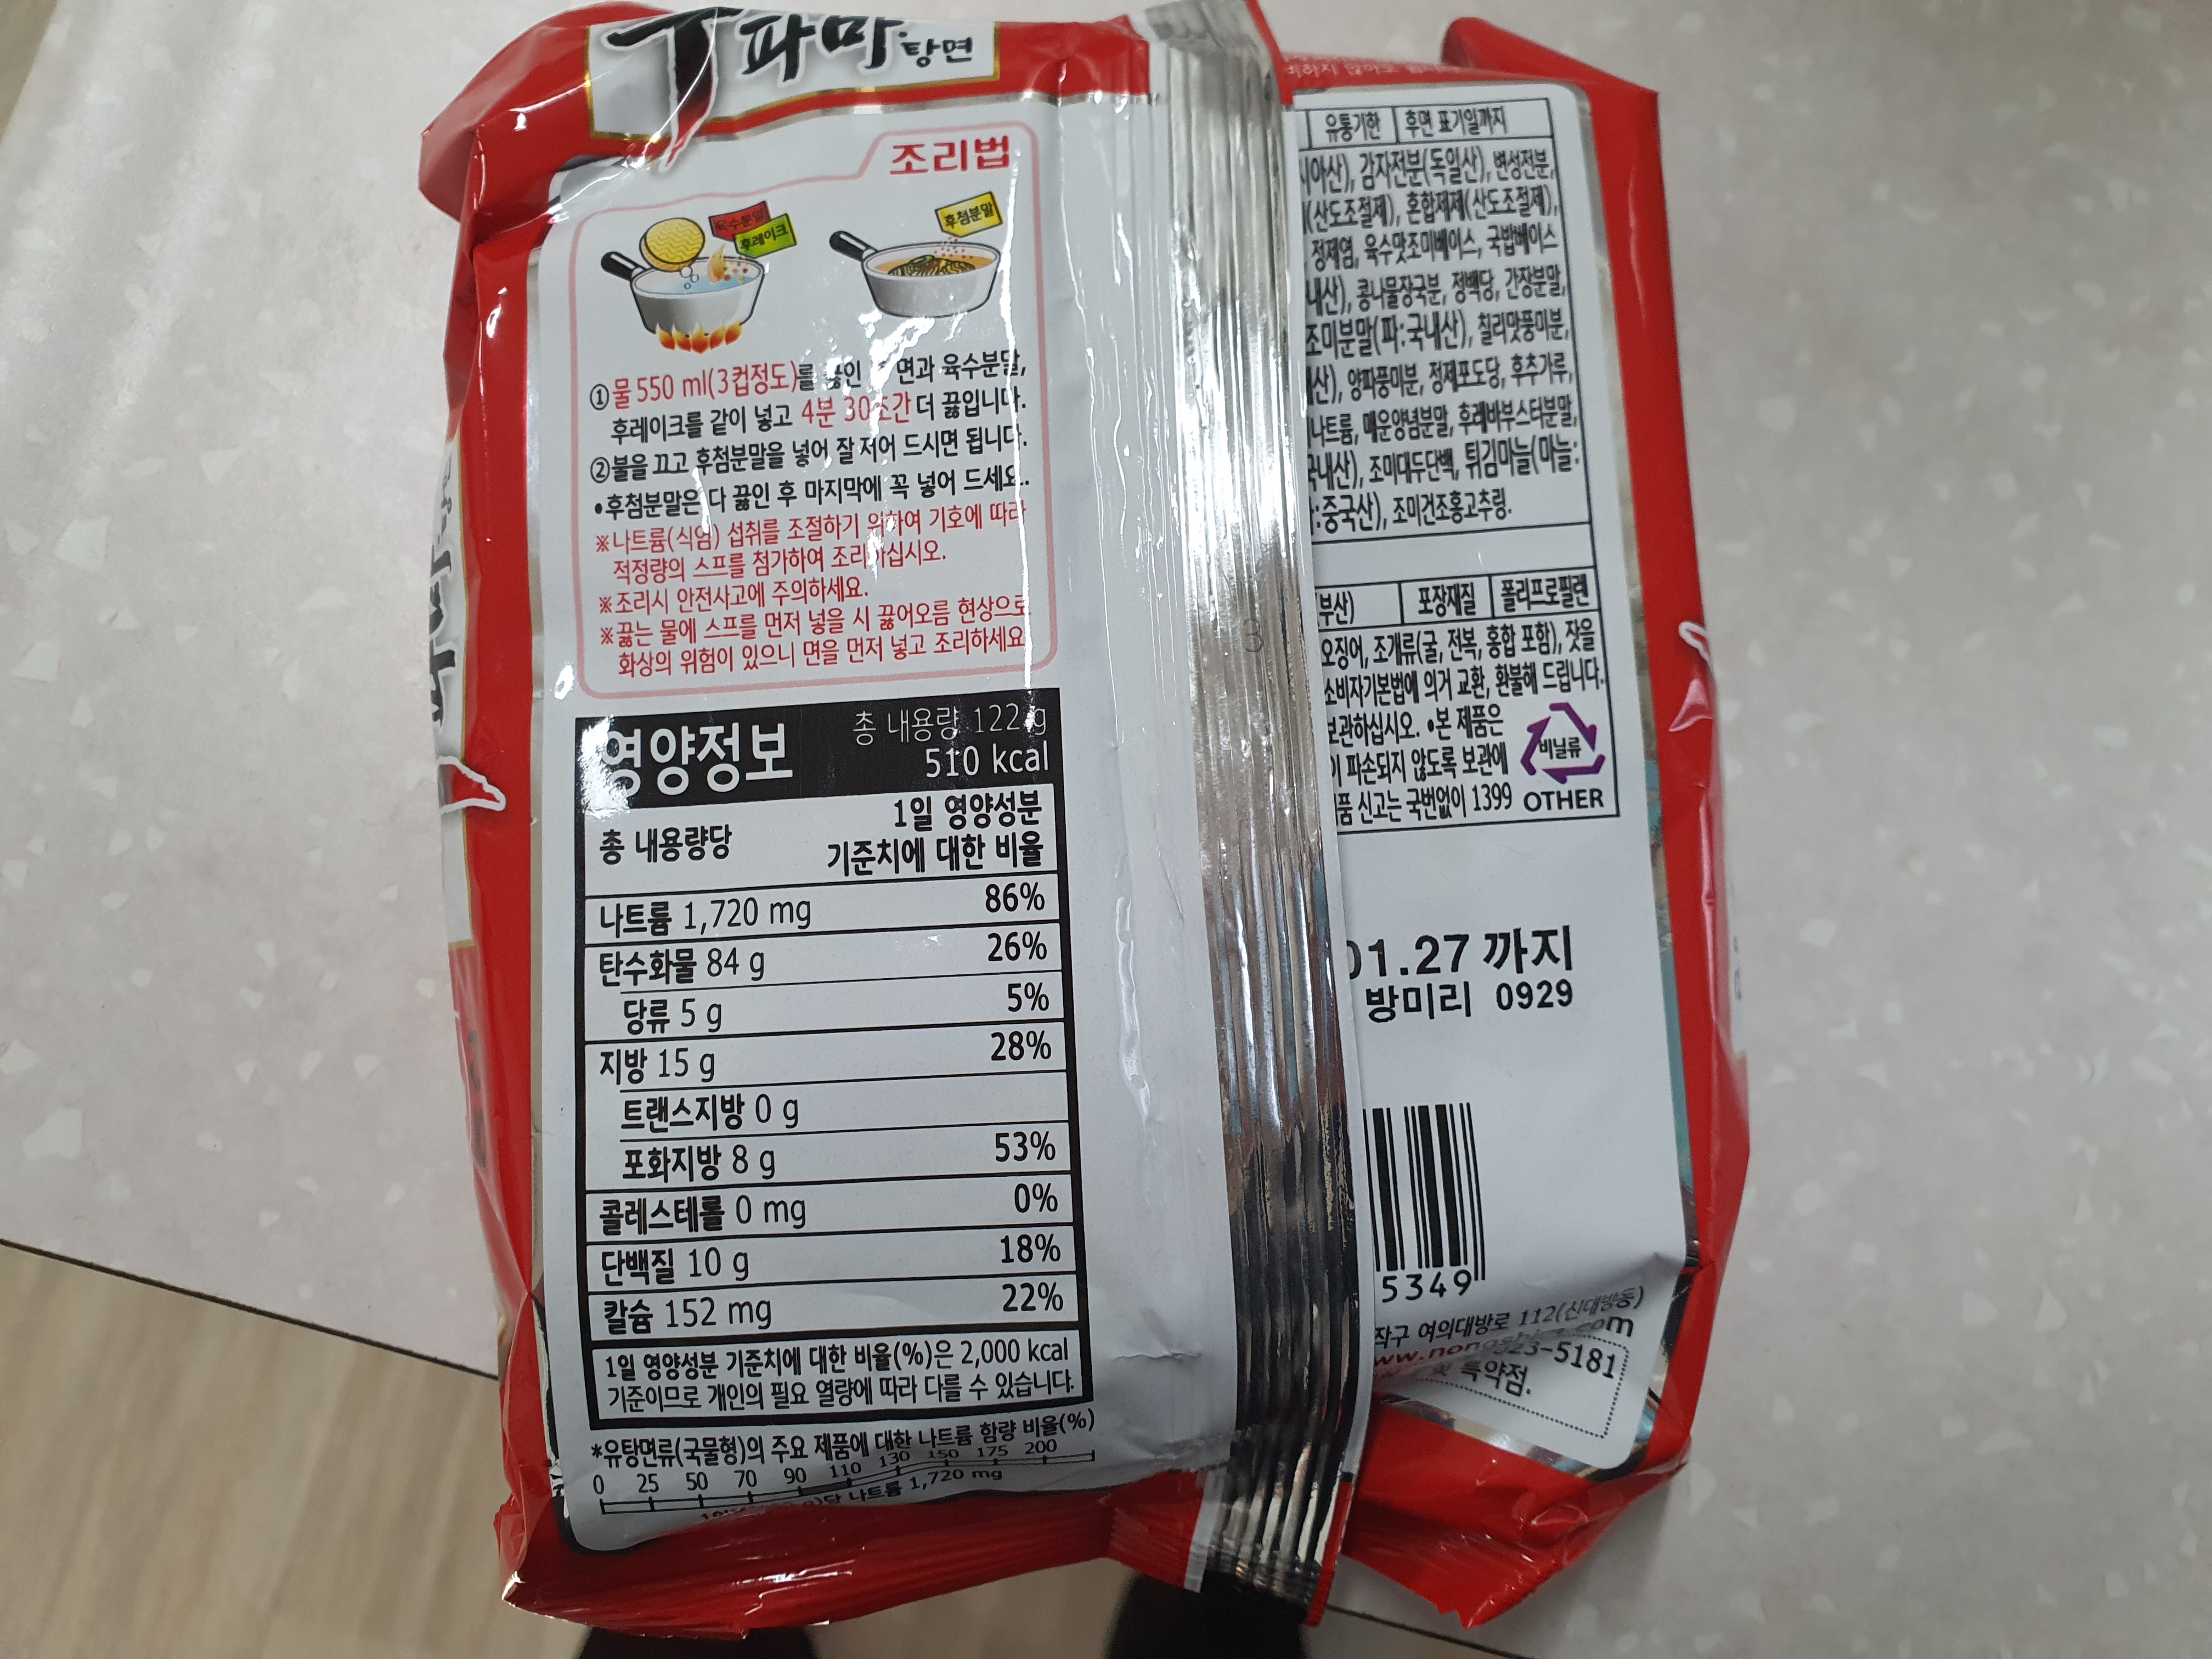 파마탕면
조리법
육수분말
후레이크
후첨분말
①물 550 ml(3컵정도)를 끓인 후 면과 육수분말,
후레이크를 같이 넣고 4분 30초간 더 끓입니다.
②불을 끄고 후첨분말을 넣어 잘 저어 드시면 됩니다.
•후첨분말은 다 끓인 후 마지막에 꼭 넣어 드세요.
※나트륨(식염) 섭취를 조절하기 위하여 기호에 따라
적정량의 스프를 첨가하여 조리하십시오.
※조리시 안전사고에 주의하세요.
※끓는 물에 스프를 먼저 넣을 시 끓어오름 현상으로
화상의 위험이 있으니 면을 먼저 넣고 조리하세요
영양정보
총 내용량 122 g
510 kcal
총 내용량당
1일 영양성분
기준치에 대한 비율
나트륨 1,720 mg 86%
탄수화물 84 g 26%
당류 5 g 5%
지방 15 g 28%
트랜스지방 0 g
포화지방 8 g 53%
콜레스테롤 0 mg 0%
단백질 10 g 18%
칼슘 152 mg 22%
1일 영양성분 기준치에 대한 비율(%)은 2,000 kcal
기준이므로 개인의 필요 열량에 따라 다를 수 있습니다.
*유탕면류(국물형)의 주요 제품에 대한 나트륨 함량 비율(%)
0 25 50 70 90 110 130 150 175 200
당 나트륨 1,720 mg
유통기한 후면 표기일까지
시아산), 감자전분(독일산), 변성전분,
(산도조절제), 혼합제제(산도조절제),
정제염, 육수맛조미베이스, 국밥베이스
내산), 콩나물장국분, 정백당, 간장분말,
조미분말(파:국내산), 칠리맛풍미분,
산), 양파풍미분, 정제포도당, 후추가루,
나트륨, 매운양념분말, 후레바부스터분말,
국내산), 조미대두단백, 튀김마늘(마늘:
:중국산), 조미건조홍고추링.
부산) 포장재질 폴리프로필렌
오징어, 조개류(굴, 전복, 홍합 포함), 잣을
소비자기본법에 의거 교환, 환불해 드립니다.
보관하십시오. •본 제품은
이 파손되지 않도록 보관에
품 신고는 국번없이 1399
비닐류
OTHER
01.27 까지
방미리 0929
5349
작구 여의대방로 112(신대방동)
23-5181
및 특약점.